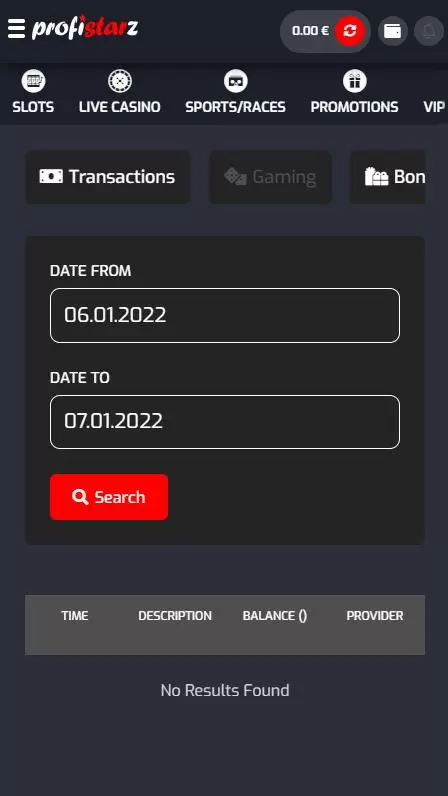 profistarz
0.00 €
SLOTS LIVE CASINO SPORTS/RACES PROMOTIONS VIP
Transactions Gaming Bon
DATE FROM
06.01.2022
DATE TO
07.01.2022
Search
TIME DESCRIPTION BALANCE () PROVIDER
No Results Found